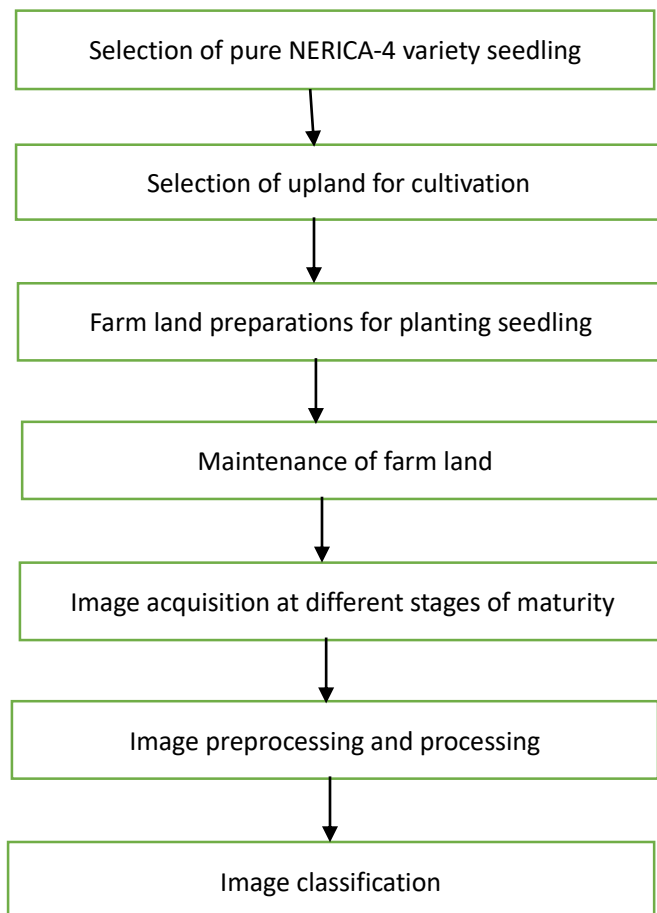 Selection of pure NERICA-4 variety seedling
Selection of upland for cultivation
Farm land preparations for planting seedling
Maintenance of farm land
Image acquisition at different stages of maturity
Image preprocessing and processing
Image classification